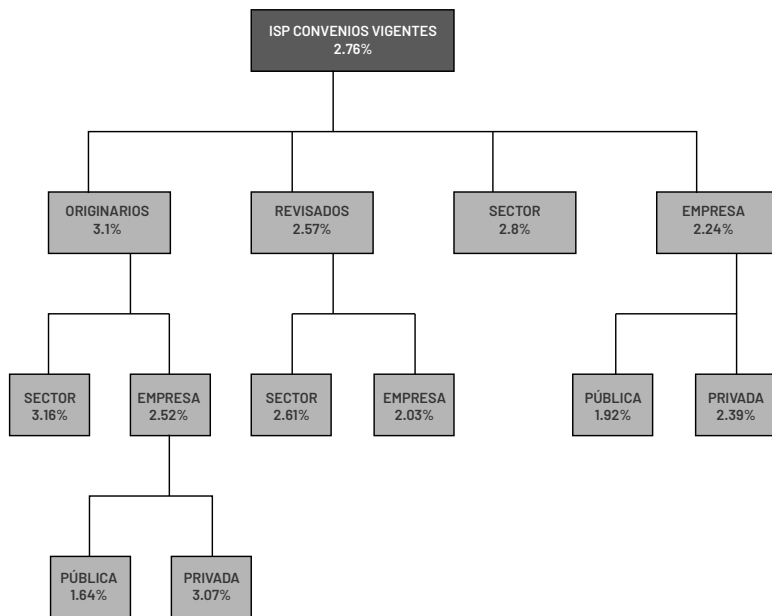 ISP CONVENIOS VIGENTES
2.76%
ORIGINARIOS
3.1%
REVISADOS
2.57%
SECTOR
2.8%
EMPRESA
2.24%
SECTOR
3.16%
EMPRESA
2.52%
SECTOR
2.61%
EMPRESA
2.03%
PÚBLICA
1.92%
PRIVADA
2.39%
PÚBLICA
1.64%
PRIVADA
3.07%